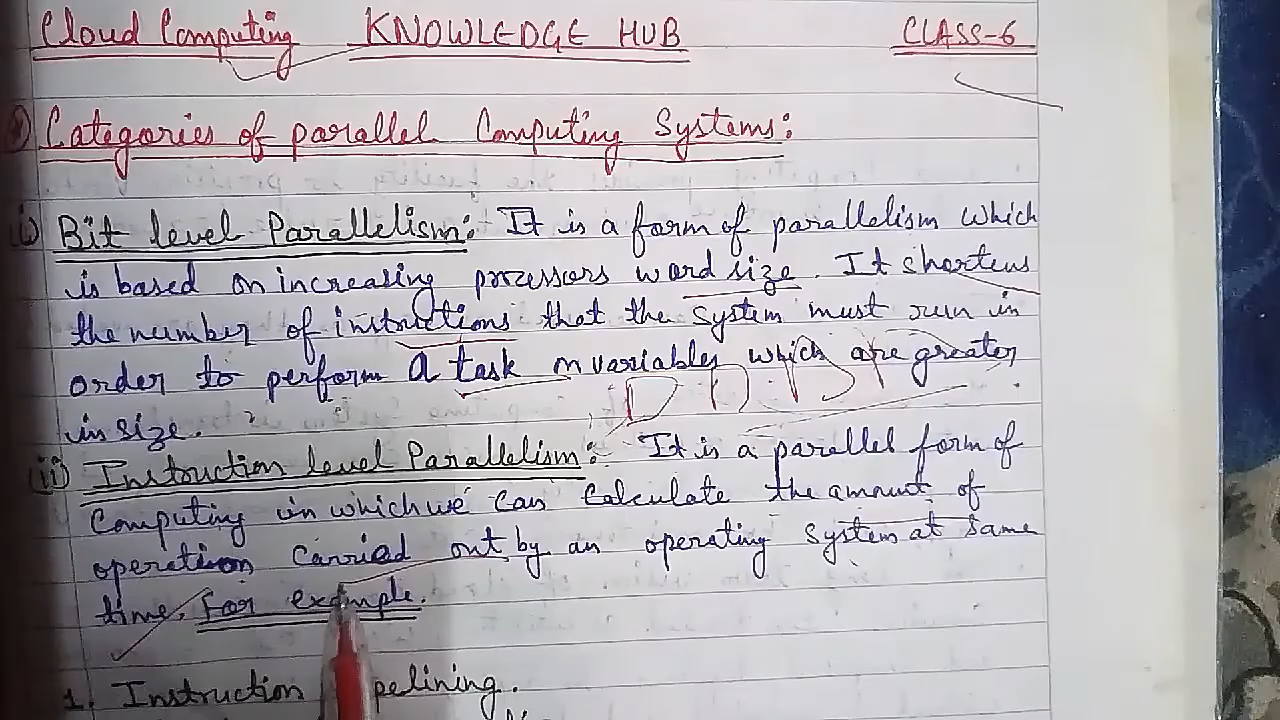 Cloud Computing KNOWLEDGE HUB CLASS-6
Categories of parallel Computing Systems:
i) Bit level Parallelism: It is a form of parallelism which
is based on increasing processors word size. It shortens
the number of instructions that the system must run in
order to perform a task on variables which are greater
in size.
(ii) Instruction level Parallelism: It is a parallel form of
Computing in which we can Calculate the amount of
operation Carried out by an operating system at same
time. For example.
1. Instruction pelining.